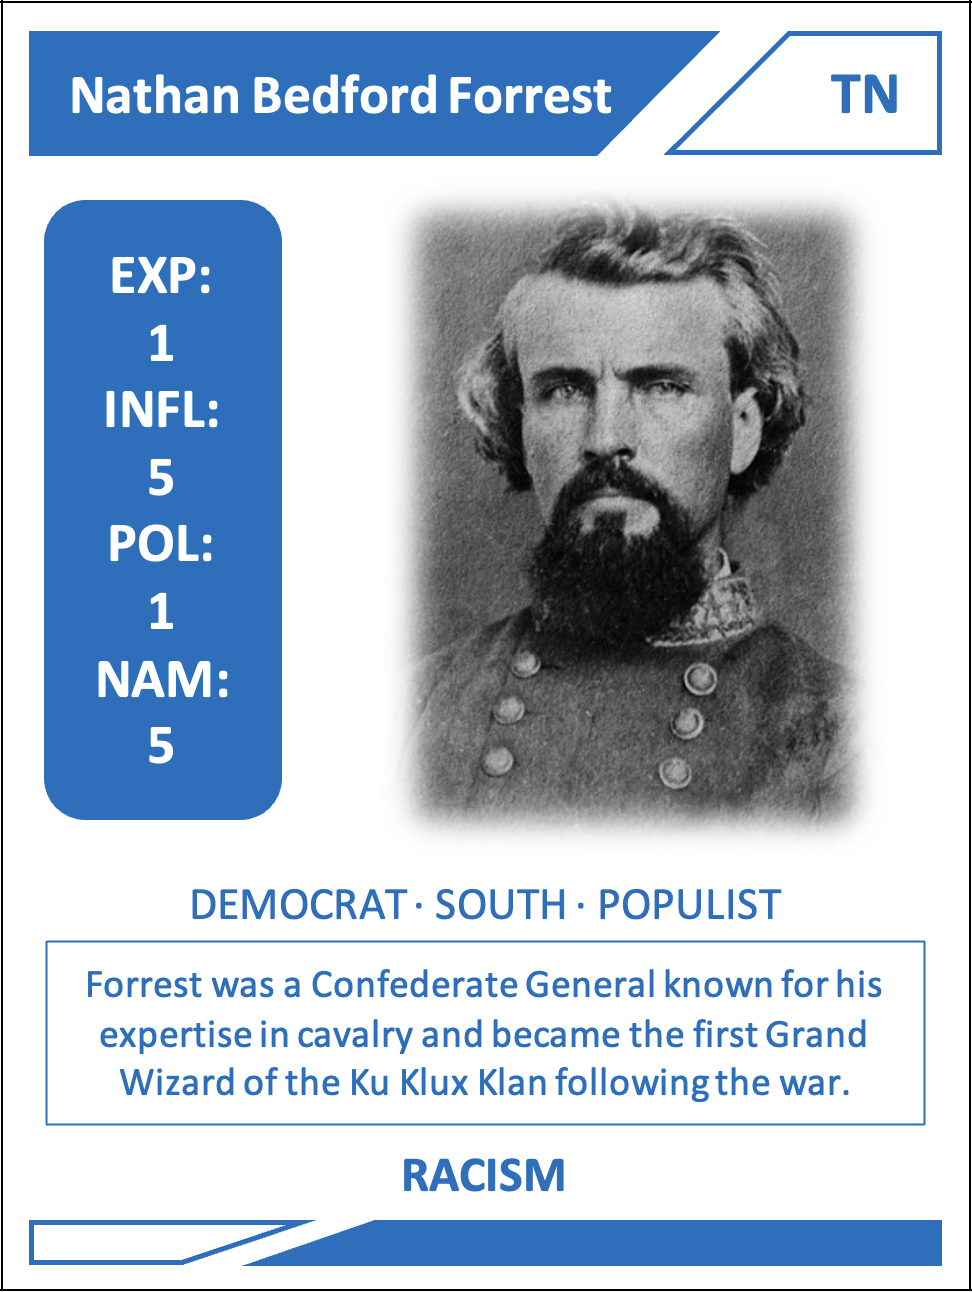 Nathan Bedford Forrest
TN
EXP:
1
INFL:
5
POL:
1
NAM:
5
DEMOCRAT · SOUTH · POPULIST
Forrest was a Confederate General known for his
expertise in cavalry and became the first Grand
Wizard of the Ku Klux Klan following the war.
RACISM